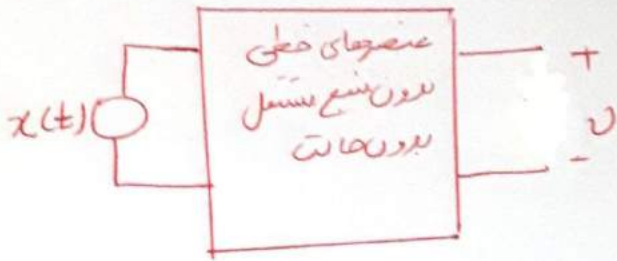 عنصرهای خطی
بدون منبع مستقل
بدون حالت
x(t)
+
υ
-